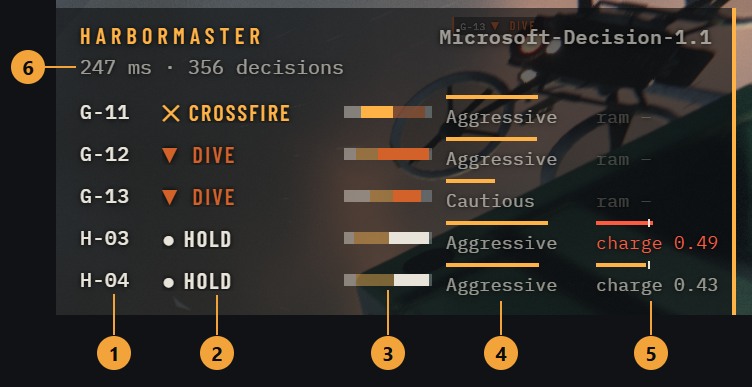 G-13 ▼ DIVE
HARBORMASTER Microsoft-Decision-1.1
6 247 ms · 356 decisions
G-11 ✕ CROSSFIRE Aggressive ram —
G-12 ▼ DIVE Aggressive ram —
G-13 ▼ DIVE Cautious ram —
H-03 ● HOLD Aggressive charge 0.49
H-04 ● HOLD Aggressive charge 0.43
1 2 3 4 5